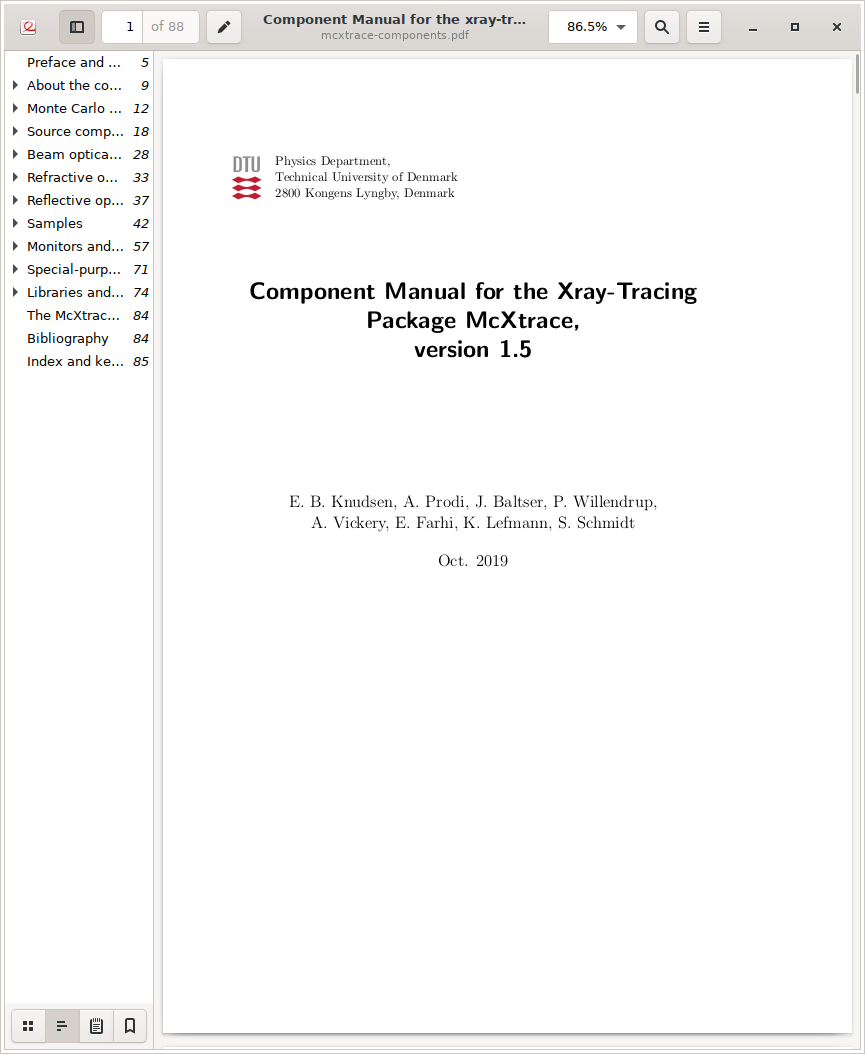 1 of 88
Component Manual for the xray-tr...
mcxtrace-components.pdf
86.5%
Preface and ... 5
About the co... 9
Monte Carlo ... 12
Source comp... 18
Beam optica... 28
Refractive o... 33
Reflective op... 37
Samples 42
Monitors and... 57
Special-purp... 71
Libraries and... 74
The McXtrac... 84
Bibliography 84
Index and ke... 85
DTU
Physics Department,
Technical University of Denmark
2800 Kongens Lyngby, Denmark
Component Manual for the Xray-Tracing
Package McXtrace,
version 1.5
E. B. Knudsen, A. Prodi, J. Baltser, P. Willendrup,
A. Vickery, E. Farhi, K. Lefmann, S. Schmidt
Oct. 2019